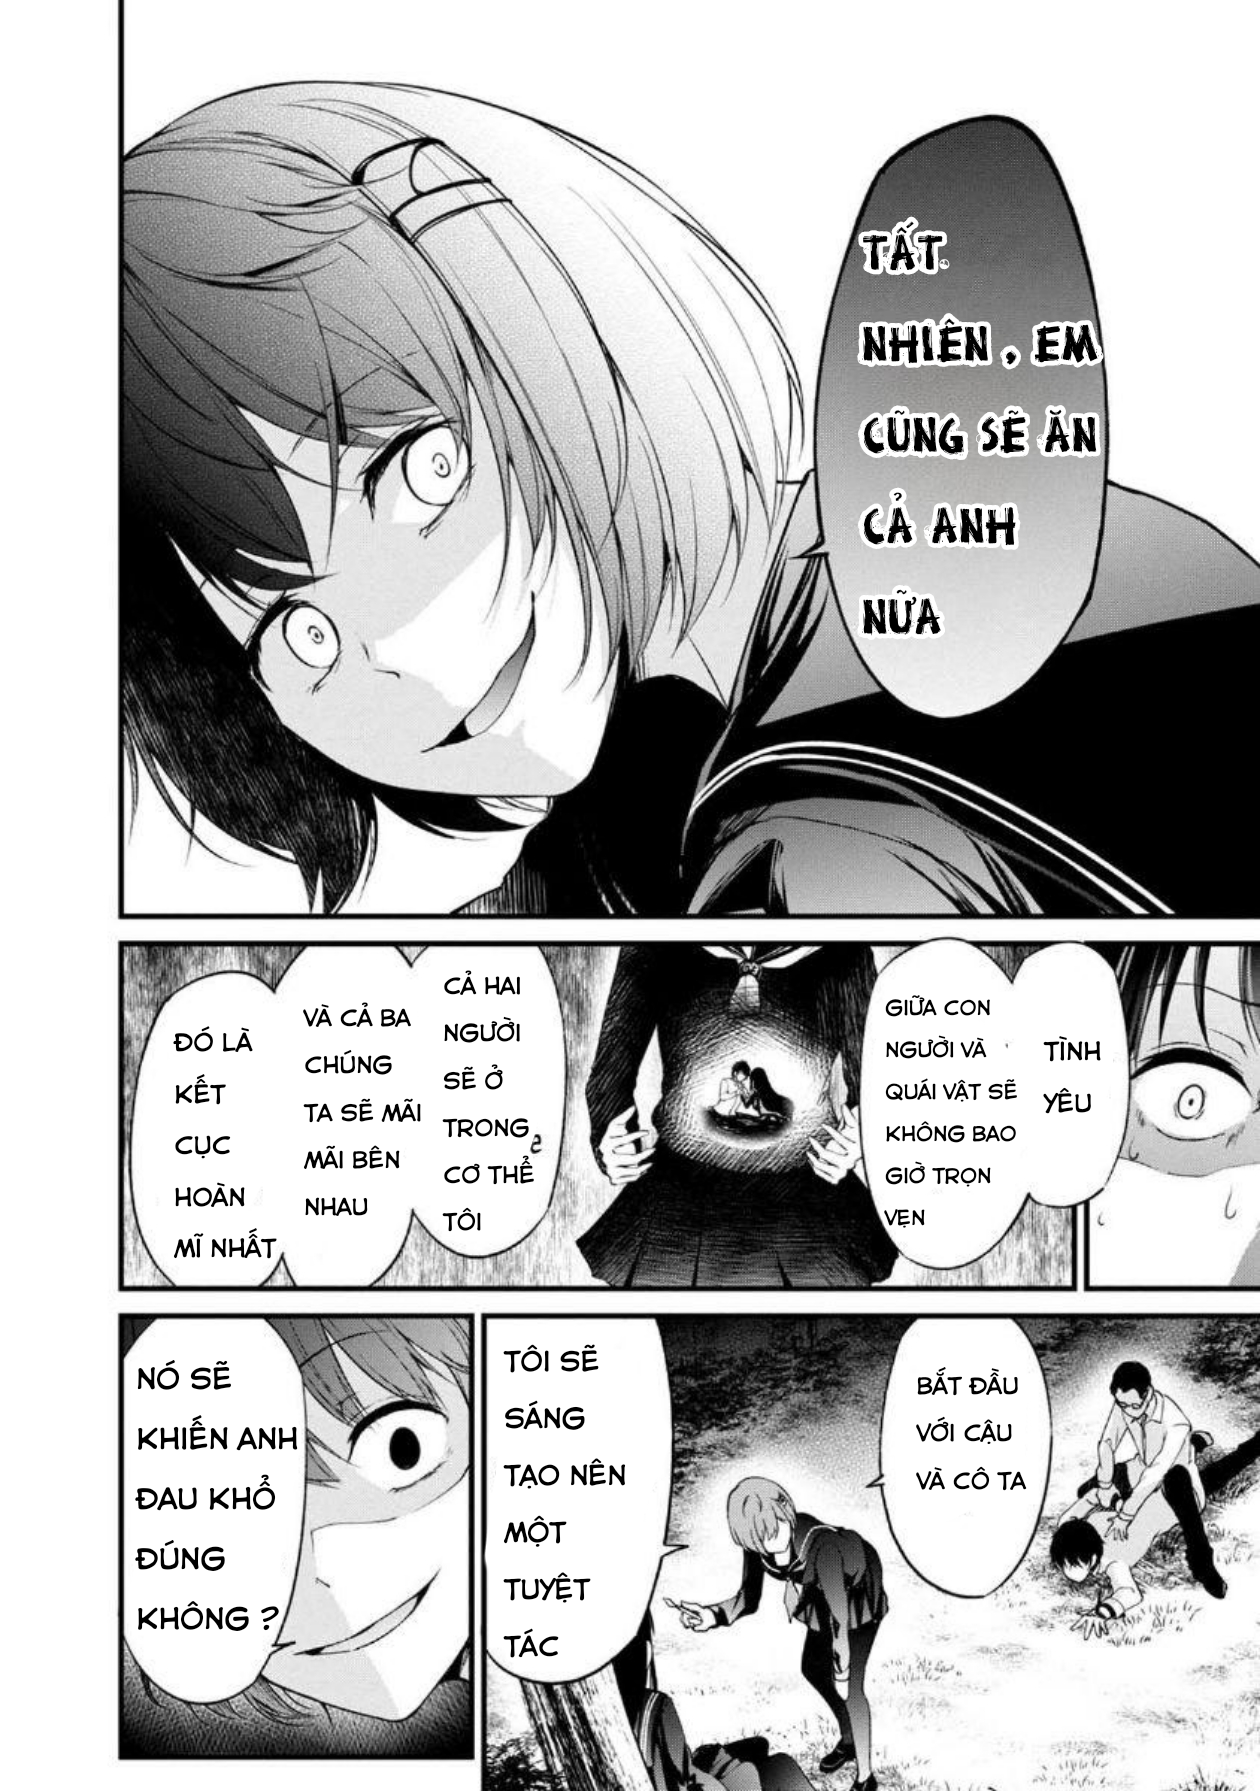 TẤT
NHIÊN , EM
CŨNG SẼ ĂN
CẢ ANH
NỮA
TÌNH
YÊU
GIỮA CON
NGƯỜI VÀ
QUÁI VẬT SẼ
KHÔNG BAO
GIỜ TRỌN
VẸN
CẢ HAI
NGƯỜI
SẼ Ở
TRONG
CƠ THỂ
TÔI
VÀ CẢ BA
CHÚNG
TA SẼ MÃI
MÃI BÊN
NHAU
ĐÓ LÀ
KẾT
CỤC
HOÀN
MĨ NHẤT
BẮT ĐẦU
VỚI CẬU
VÀ CÔ TA
TÔI SẼ
SÁNG
TẠO NÊN
MỘT
TUYỆT
TÁC
NÓ SẼ
KHIẾN ANH
ĐAU KHỔ
ĐÚNG
KHÔNG ?